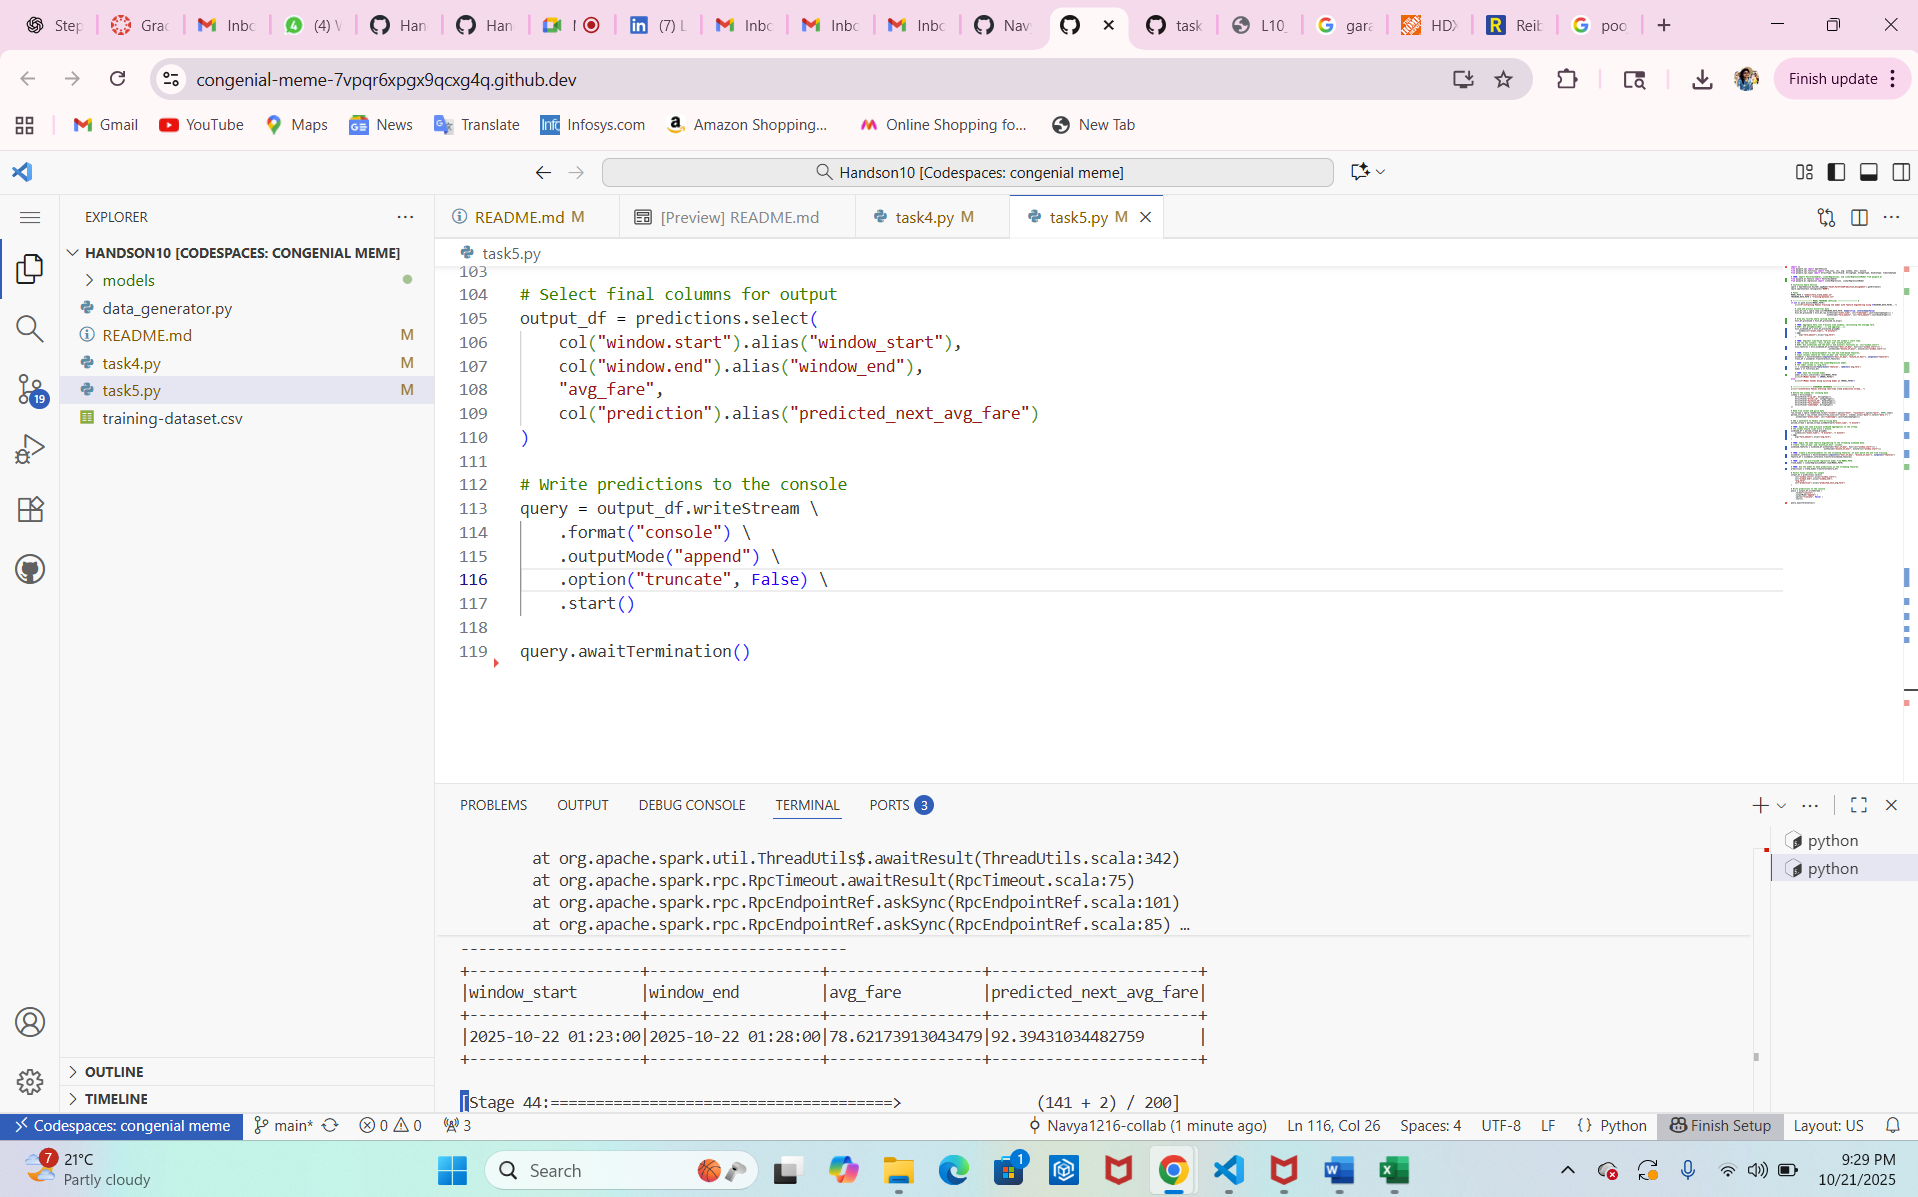 Step
Grac
Inbo
(4) V
Han
Han
(7) L
Inbo
Inbo
Inbo
Nav
task
L10_
gara
HDX
Reib
poo
congenial-meme-7vpqr6xpgx9qcxg4q.github.dev
Finish update
Gmail
YouTube
Maps
News
Translate
Infosys.com
Amazon Shopping...
Online Shopping fo...
New Tab
Handson10 [Codespaces: congenial meme]
EXPLORER
README.md M
[Preview] README.md
task4.py M
task5.py M
HANDSON10 [CODESPACES: CONGENIAL MEME]
models
data_generator.py
README.md M
task4.py M
task5.py M
training-dataset.csv
19
task5.py
103
104 # Select final columns for output
105 output_df = predictions.select(
106 col("window.start").alias("window_start"),
107 col("window.end").alias("window_end"),
108 "avg_fare",
109 col("prediction").alias("predicted_next_avg_fare")
110 )
111
112 # Write predictions to the console
113 query = output_df.writeStream \
114 .format("console") \
115 .outputMode("append") \
116 .option("truncate", False) \
117 .start()
118
119 query.awaitTermination()
PROBLEMS OUTPUT DEBUG CONSOLE TERMINAL PORTS 3
python
python
at org.apache.spark.util.ThreadUtils$.awaitResult(ThreadUtils.scala:342)
at org.apache.spark.rpc.RpcTimeout.awaitResult(RpcTimeout.scala:75)
at org.apache.spark.rpc.RpcEndpointRef.askSync(RpcEndpointRef.scala:101)
at org.apache.spark.rpc.RpcEndpointRef.askSync(RpcEndpointRef.scala:85) …
-------------------------------------------
+-------------------+-------------------+-----------------+-----------------------+
|window_start |window_end |avg_fare |predicted_next_avg_fare|
+-------------------+-------------------+-----------------+-----------------------+
|2025-10-22 01:23:00|2025-10-22 01:28:00|78.62173913043479|92.39431034482759 |
+-------------------+-------------------+-----------------+-----------------------+
[Stage 44:======================================> (141 + 2) / 200]
OUTLINE
TIMELINE
Codespaces: congenial meme
main*
0 0
3
Navya1216-collab (1 minute ago)
Ln 116, Col 26
Spaces: 4
UTF-8
LF
{} Python
Finish Setup
Layout: US
7
21°C
Partly cloudy
Search
1
9:29 PM
10/21/2025